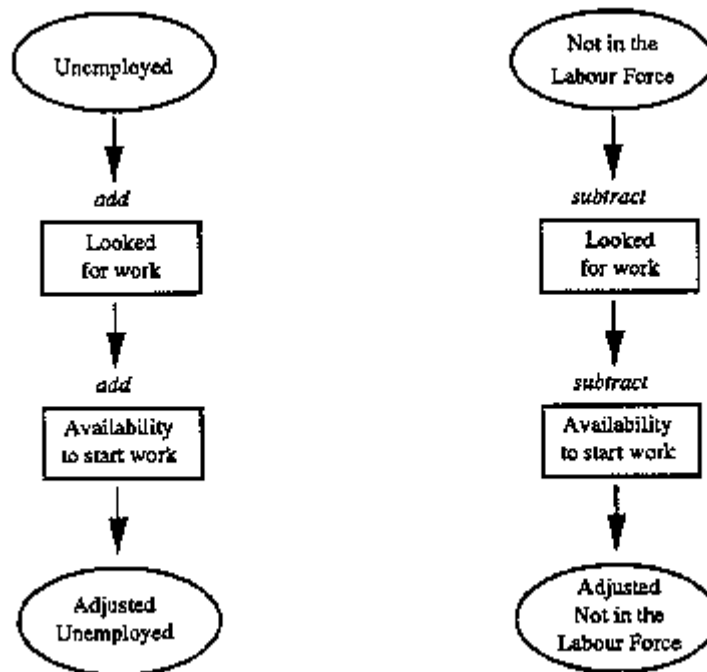 Unemployed
add
Looked
for work
add
Availability
to start work
Adjusted
Unemployed
Not in the
Labour Force
subtract
Looked
for work
subtract
Availability
to start work
Adjusted
Not in the
Labour Force